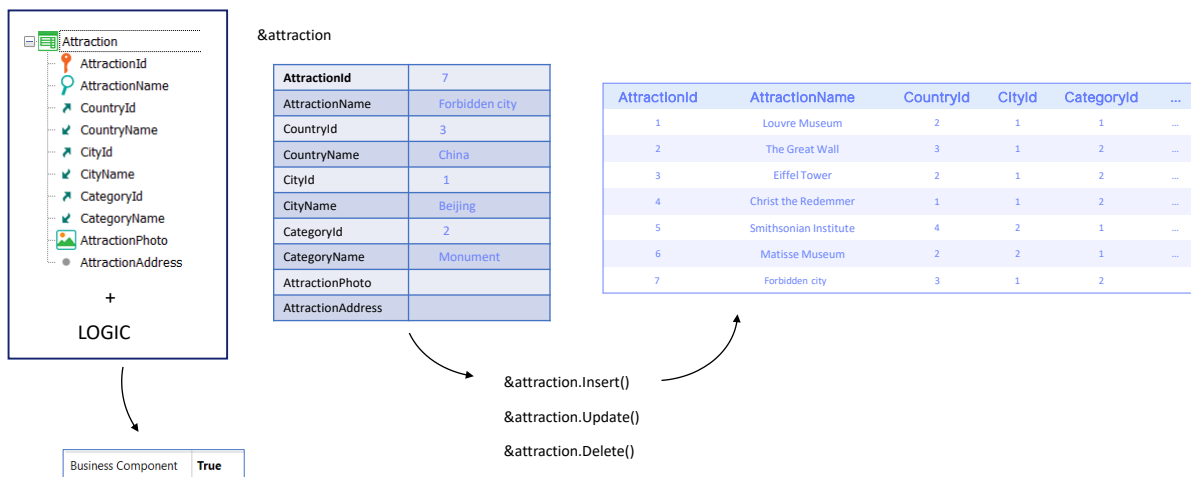 Attraction
AttractionId
AttractionName
CountryId
CountryName
CityId
CityName
CategoryId
CategoryName
AttractionPhoto
AttractionAddress
+
LOGIC
Business Component True
&attraction
AttractionId 7
AttractionName Forbidden city
CountryId 3
CountryName China
CityId 1
CityName Beijing
CategoryId 2
CategoryName Monument
AttractionPhoto
AttractionAddress
&attraction.Insert()
&attraction.Update()
&attraction.Delete()
AttractionId AttractionName CountryId CItyId CategoryId ...
1 Louvre Museum 2 1 1 ...
2 The Great Wall 3 1 2 ...
3 Eiffel Tower 2 1 2 ...
4 Christ the Redemmer 1 1 2 ...
5 Smithsonian Institute 4 2 1 ...
6 Matisse Museum 2 2 1 ...
7 Forbidden city 3 1 2